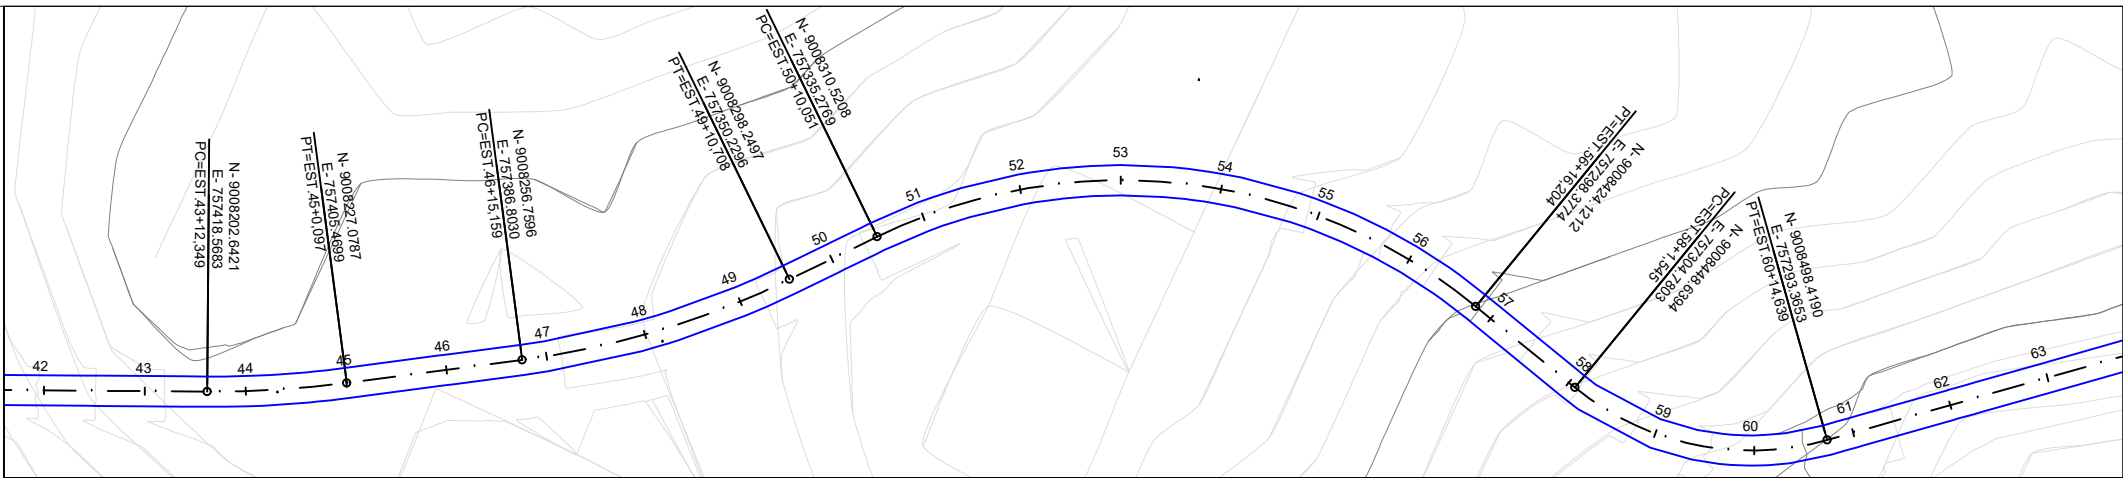 N- 9008202.6421
E- 757418.5683
PC=EST.43+12,349
N- 9008227.0787
E- 757405.4699
PT=EST.45+0,097
N- 9008256.7596
E- 757386.8030
PC=EST.46+15,159
N- 9008298.2497
E- 757350.2296
PT=EST.49+10,708
N- 9008310.5208
E- 757335.2769
PC=EST.50+10,051
PT=EST.56+16,204
E- 757298.3774
N- 9008424.1212
PC=EST.58+1,545
E- 757304.7803
N- 9008448.6394
N- 9008498.4190
E- 757293.3653
PT=EST.60+14,639
42
43
44
45
46
47
48
49
50
51
52
53
54
55
56
57
58
59
60
61
62
63